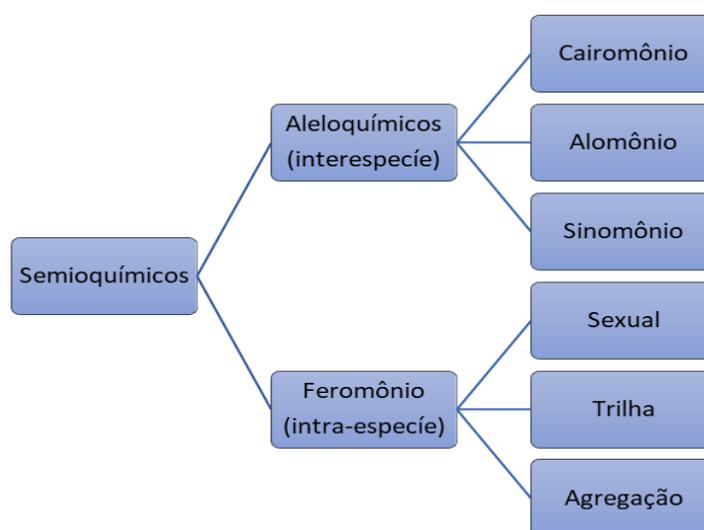 Semioquímicos
Aleloquímicos
(interespecíe)
Cairomônio
Alomônio
Sinomônio
Feromônio
(intra-especíe)
Sexual
Trilha
Agregação